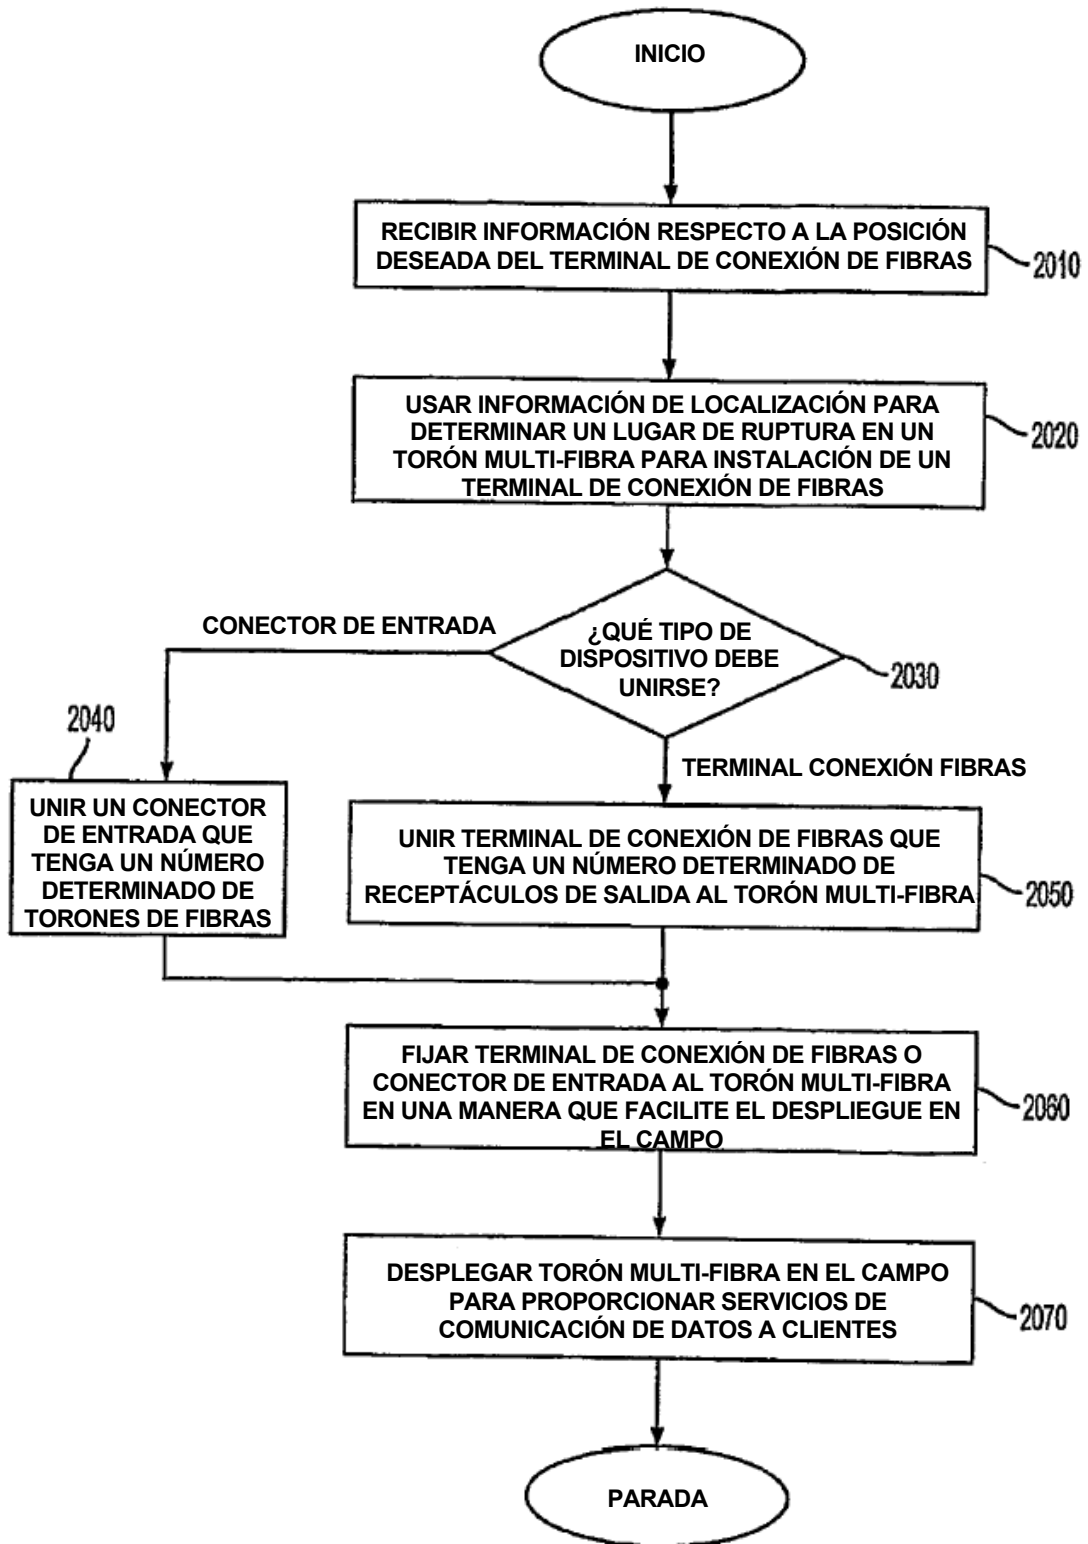 INICIO
RECIBIR INFORMACIÓN RESPECTO A LA POSICIÓN
DESEADA DEL TERMINAL DE CONEXIÓN DE FIBRAS
2010
USAR INFORMACIÓN DE LOCALIZACIÓN PARA
DETERMINAR UN LUGAR DE RUPTURA EN UN
TORÓN MULTI-FIBRA PARA INSTALACIÓN DE UN
TERMINAL DE CONEXIÓN DE FIBRAS
2020
¿QUÉ TIPO DE
DISPOSITIVO DEBE
UNIRSE?
2030
CONECTOR DE ENTRADA
2040
UNIR UN CONECTOR
DE ENTRADA QUE
TENGA UN NÚMERO
DETERMINADO DE
TORONES DE FIBRAS
TERMINAL CONEXIÓN FIBRAS
UNIR TERMINAL DE CONEXIÓN DE FIBRAS QUE
TENGA UN NÚMERO DETERMINADO DE
RECEPTÁCULOS DE SALIDA AL TORÓN MULTI-FIBRA
2050
FIJAR TERMINAL DE CONEXIÓN DE FIBRAS O
CONECTOR DE ENTRADA AL TORÓN MULTI-FIBRA
EN UNA MANERA QUE FACILITE EL DESPLIEGUE EN
EL CAMPO
2060
DESPLEGAR TORÓN MULTI-FIBRA EN EL CAMPO
PARA PROPORCIONAR SERVICIOS DE
COMUNICACIÓN DE DATOS A CLIENTES
2070
PARADA